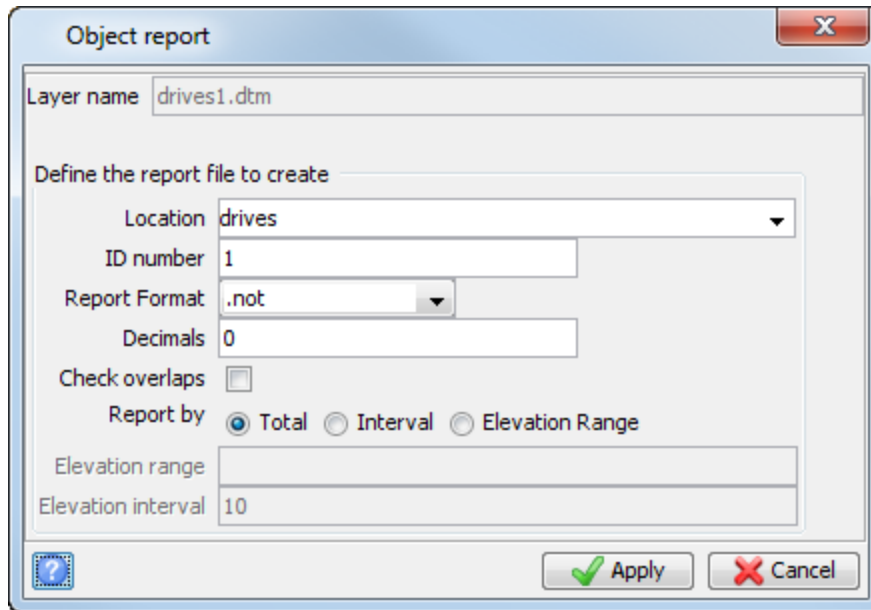 Object report
Layer name drives1.dtm
Define the report file to create
Location drives
ID number 1
Report Format .not
Decimals 0
Check overlaps
Report by Total Interval Elevation Range
Elevation range
Elevation interval 10
? Apply Cancel